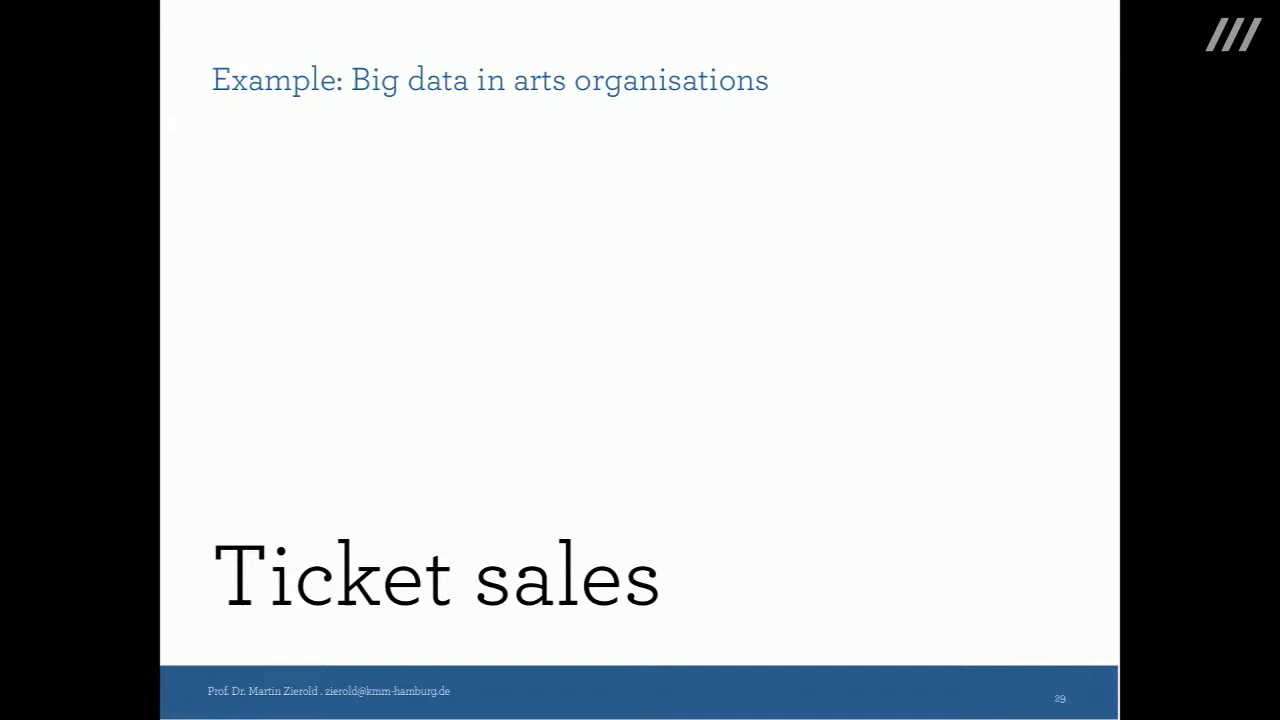 Example: Big data in arts organisations
Ticket sales
Prof. Dr. Martin Zierold . zierold@kmm-hamburg.de
29